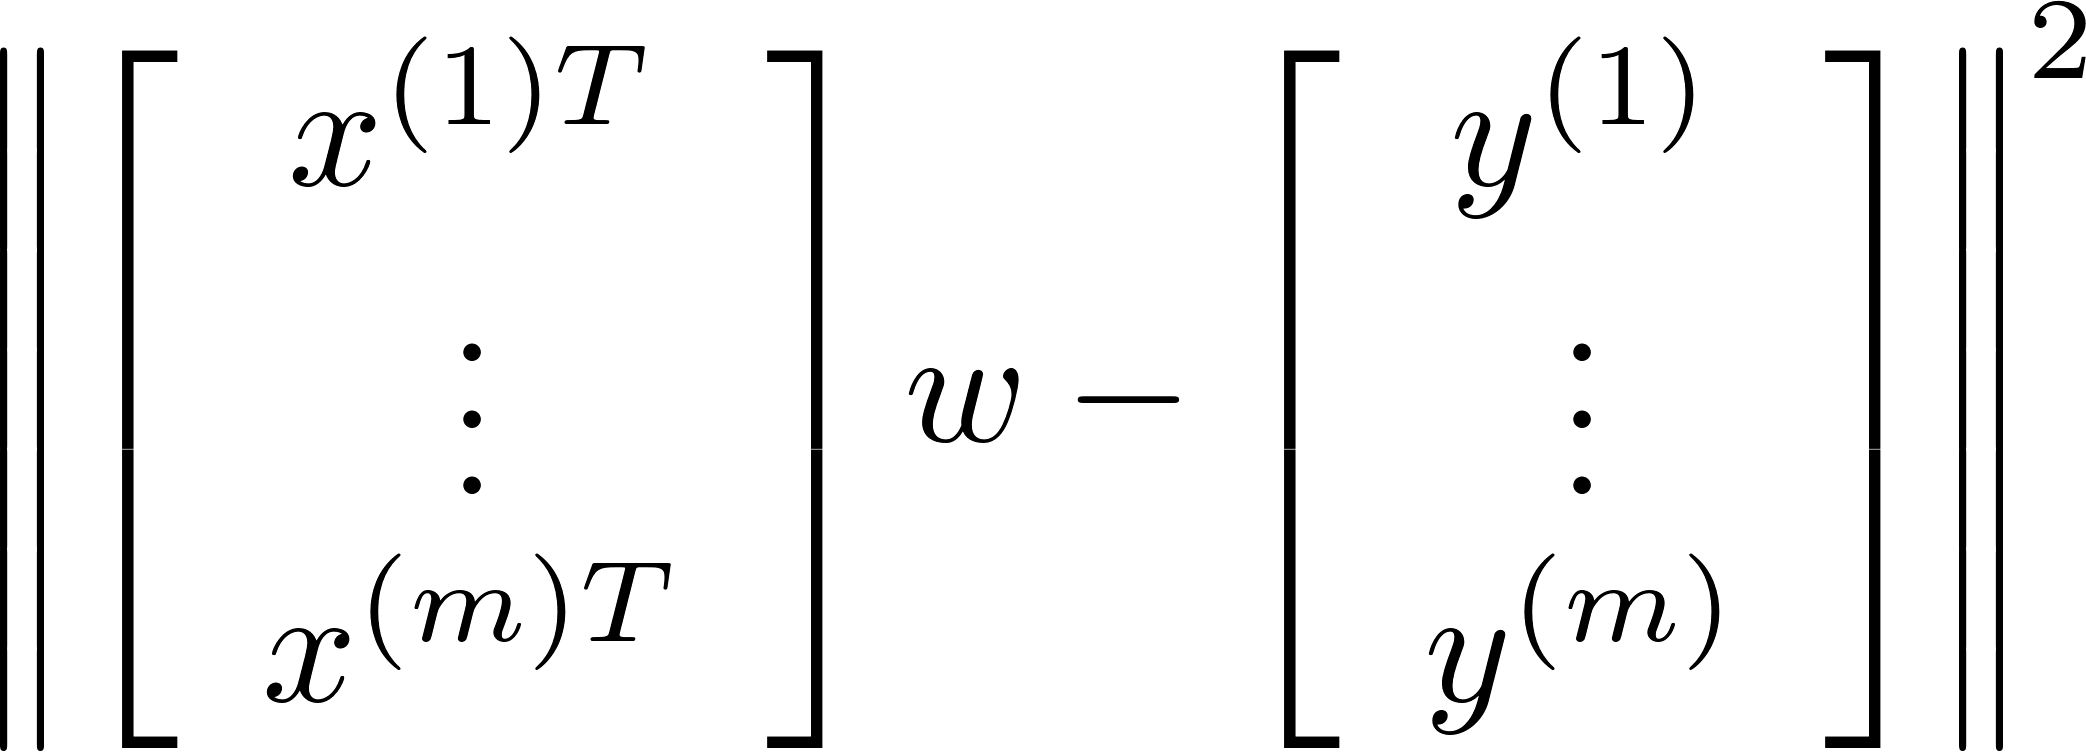 ‖ [ x^{(1)T} ⋮ x^{(m)T} ] w − [ y^{(1)} ⋮ y^{(m)} ] ‖^2